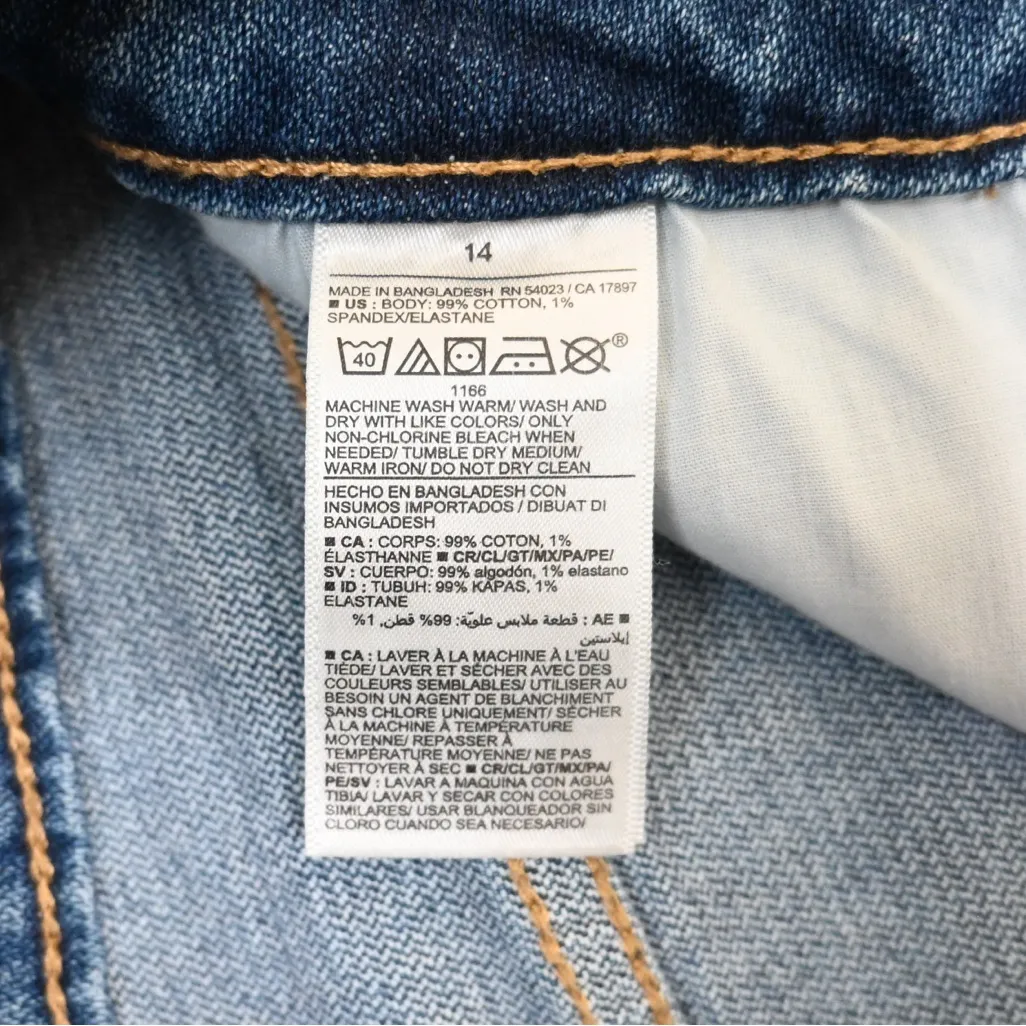 14
MADE IN BANGLADESH RN 54023 / CA 17897
■ US : BODY: 99% COTTON, 1%
SPANDEX/ELASTANE
40
®
1166
MACHINE WASH WARM/ WASH AND
DRY WITH LIKE COLORS/ ONLY
NON-CHLORINE BLEACH WHEN
NEEDED/ TUMBLE DRY MEDIUM/
WARM IRON/ DO NOT DRY CLEAN
HECHO EN BANGLADESH CON
INSUMOS IMPORTADOS / DIBUAT DI
BANGLADESH
■ CA : CORPS: 99% COTON, 1%
ÉLASTHANNE ■ CR/CL/GT/MX/PA/PE/
SV : CUERPO: 99% algodón, 1% elastano
■ ID : TUBUH: 99% KAPAS, 1%
ELASTANE
■ AE : قطعة ملابس علويّة: 99% قطن, 1%
إيلاستين
■ CA : LAVER À LA MACHINE À L'EAU
TIÈDE/ LAVER ET SÉCHER AVEC DES
COULEURS SEMBLABLES/ UTILISER AU
BESOIN UN AGENT DE BLANCHIMENT
SANS CHLORE UNIQUEMENT/ SÉCHER
À LA MACHINE À TEMPÉRATURE
MOYENNE/ REPASSER À
TEMPÉRATURE MOYENNE/ NE PAS
NETTOYER À SEC ■ CR/CL/GT/MX/PA/
PE/SV : LAVAR A MAQUINA CON AGUA
TIBIA/ LAVAR Y SECAR CON COLORES
SIMILARES/ USAR BLANQUEADOR SIN
CLORO CUANDO SEA NECESARIO/